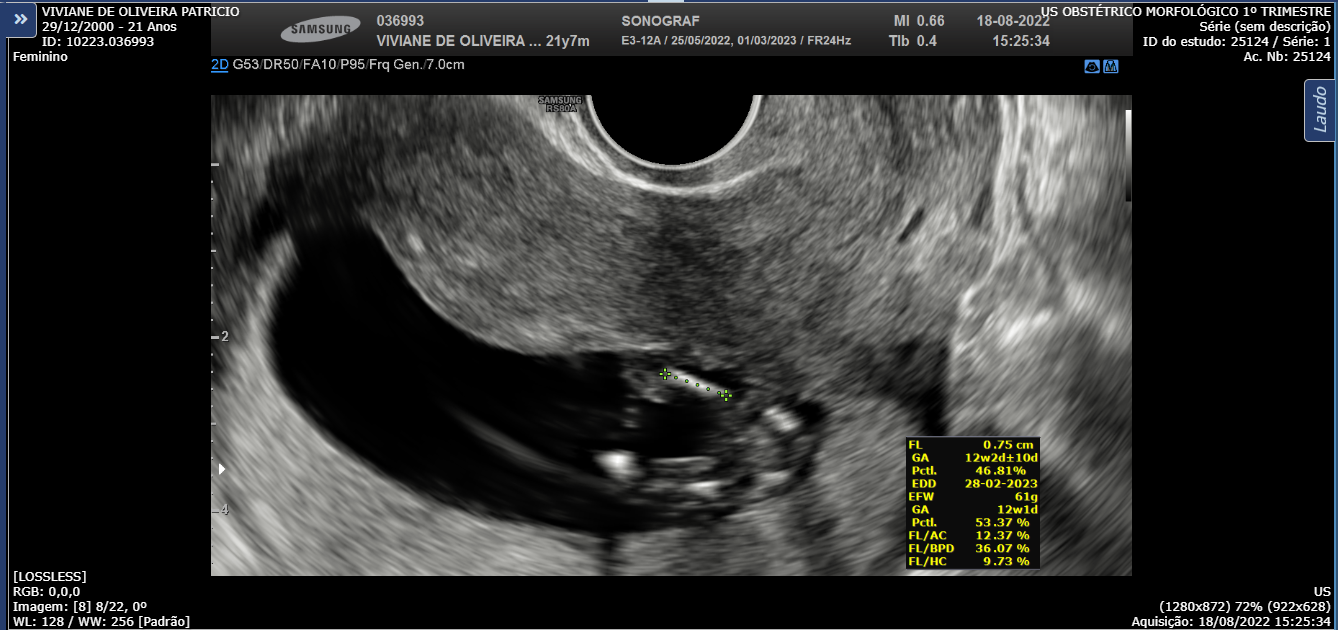 »
VIVIANE DE OLIVEIRA PATRICIO
29/12/2000 - 21 Anos
ID: 10223.036993
Feminino
SAMSUNG
036993
VIVIANE DE OLIVEIRA ... 21y7m
SONOGRAF
E3-12A / 25/05/2022, 01/03/2023 / FR24Hz
MI 0.66
TIb 0.4
18-08-2022
15:25:34
US OBSTÉTRICO MORFOLÓGICO 1º TRIMESTRE
Série (sem descrição)
ID do estudo: 25124 / Série: 1
Ac. Nb: 25124
2D G53/DR50/FA10/P95/Frq Gen./7.0cm
Laudo
SAMSUNG
RS80A
2
4
FL 0.75 cm
GA 12w2d±10d
Pctl. 46.81%
EDD 28-02-2023
EFW 61g
GA 12w1d
Pctl. 53.37 %
FL/AC 12.37 %
FL/BPD 36.07 %
FL/HC 9.73 %
[LOSSLESS]
RGB: 0,0,0
Imagem: [8] 8/22, 0º
WL: 128 / WW: 256 [Padrão]
US
(1280x872) 72% (922x628)
Aquisição: 18/08/2022 15:25:34